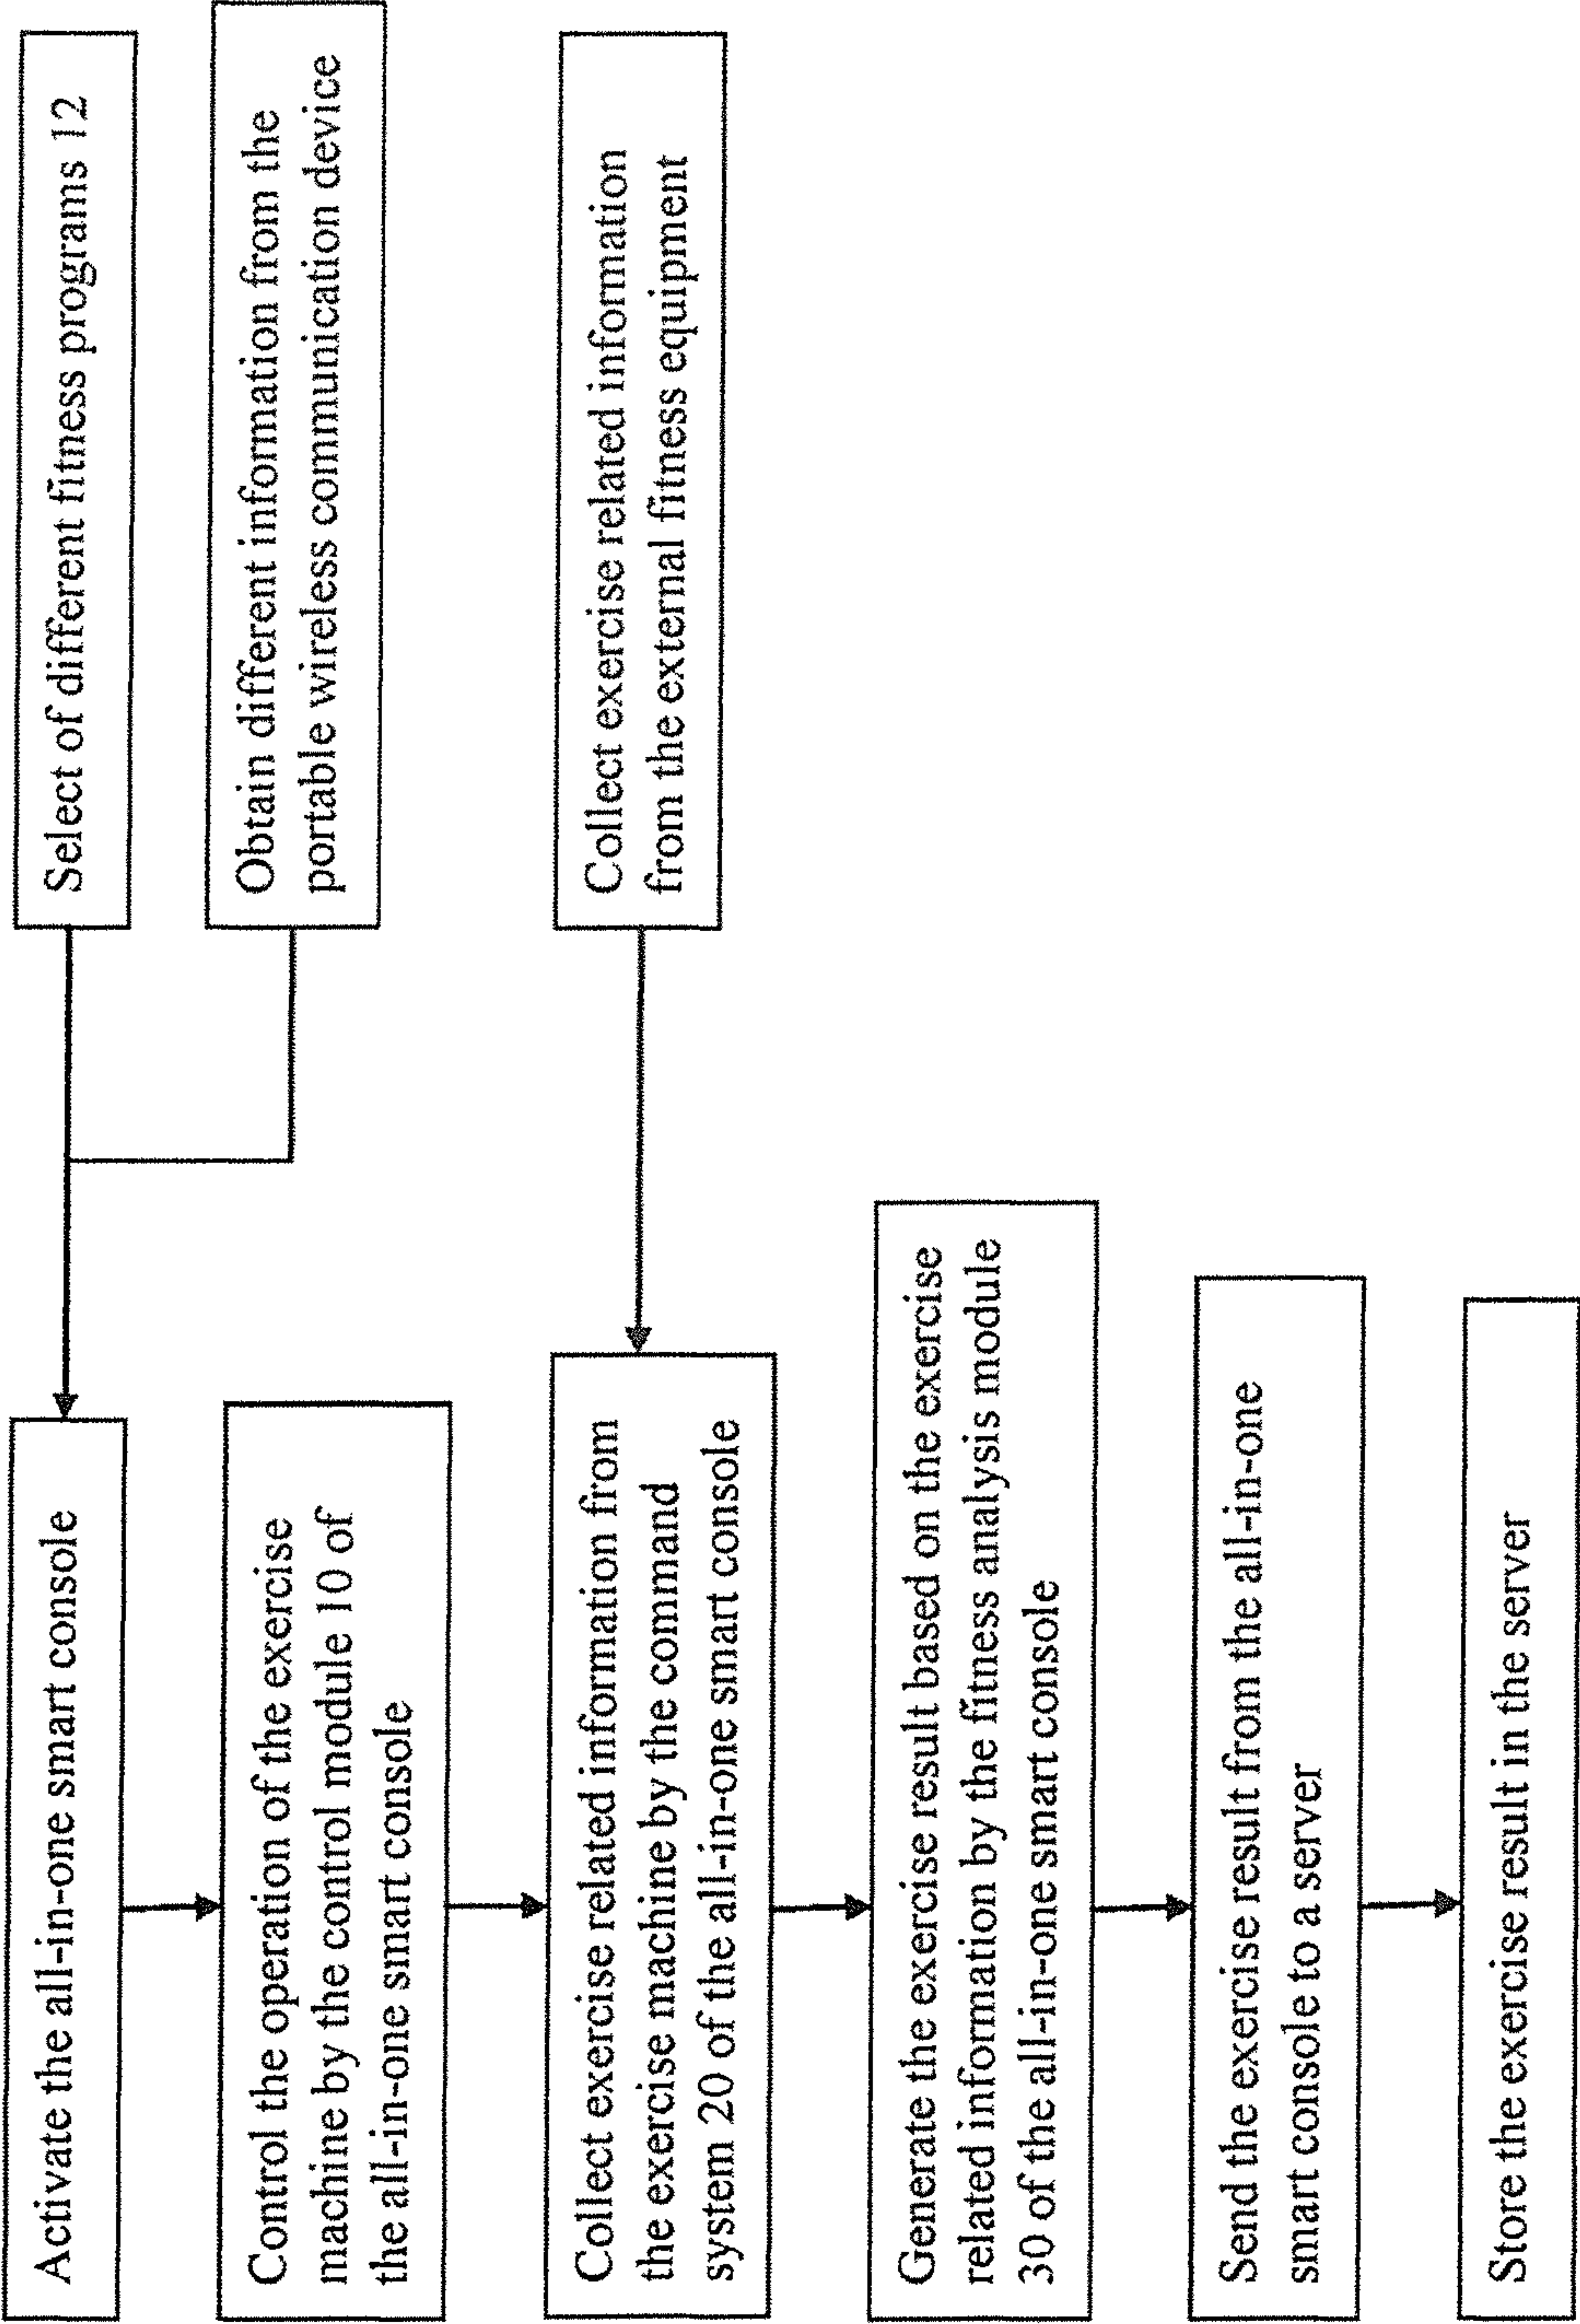 Activate the all-in-one smart console
Select of different fitness programs 12
Obtain different information from the
portable wireless communication device
Control the operation of the exercise
machine by the control module 10 of
the all-in-one smart console
Collect exercise related information from
the exercise machine by the command
system 20 of the all-in-one smart console
Collect exercise related information
from the external fitness equipment
Generate the exercise result based on the exercise
related information by the fitness analysis module
30 of the all-in-one smart console
Send the exercise result from the all-in-one
smart console to a server
Store the exercise result in the server